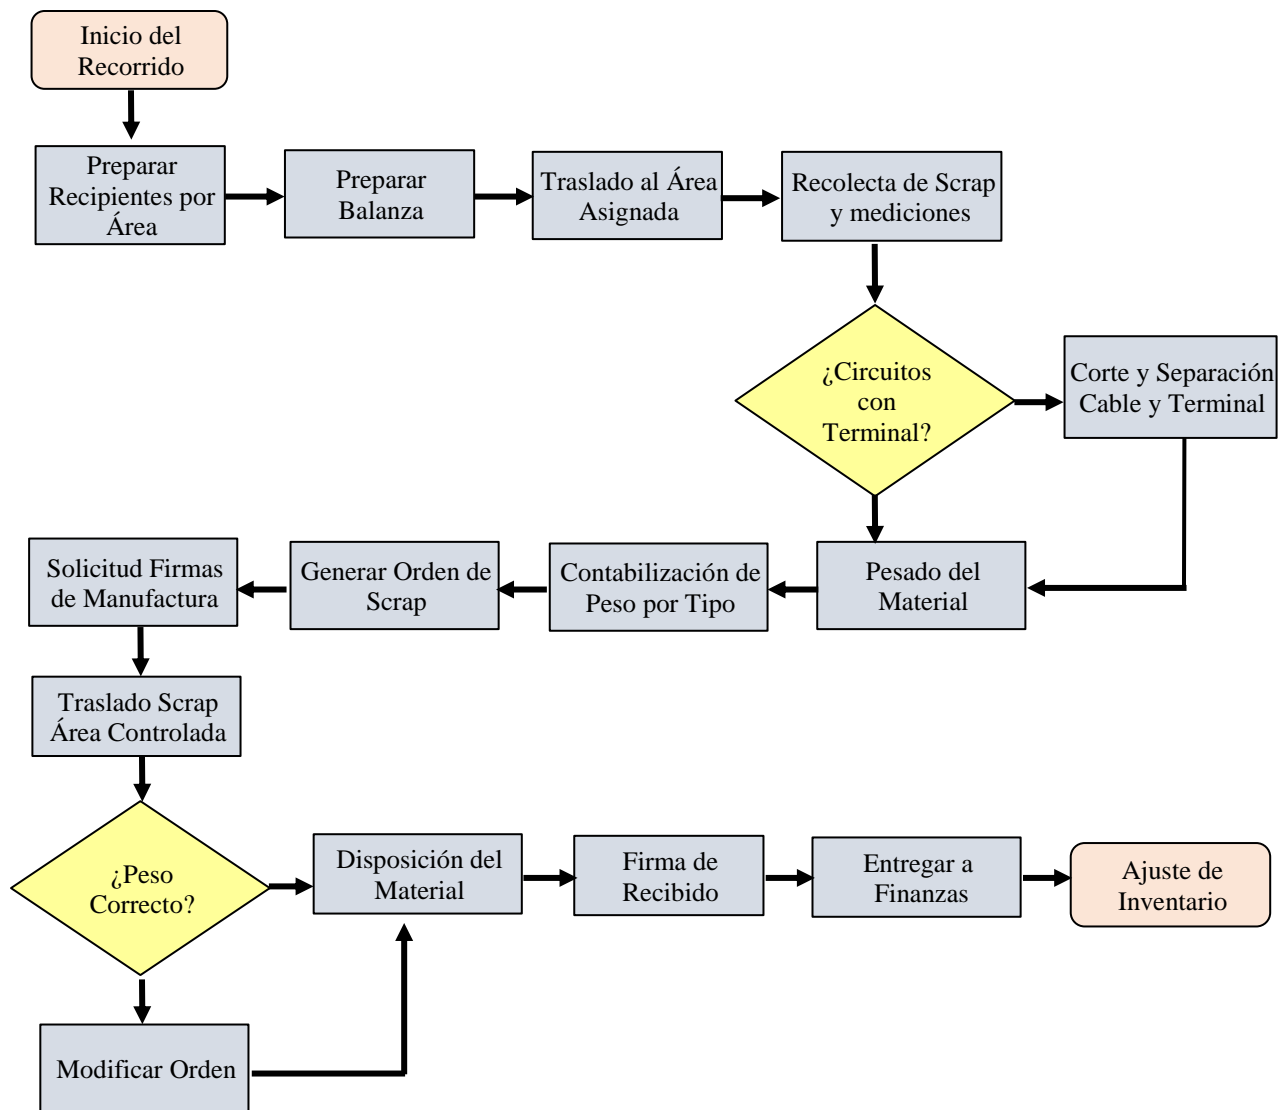 Inicio del
Recorrido
Preparar
Recipientes por
Área
Preparar
Balanza
Traslado al Área
Asignada
Recolecta de Scrap
y mediciones
¿Circuitos
con
Terminal?
Corte y Separación
Cable y Terminal
Pesado del
Material
Contabilización de
Peso por Tipo
Generar Orden de
Scrap
Solicitud Firmas
de Manufactura
Traslado Scrap
Área Controlada
¿Peso
Correcto?
Modificar Orden
Disposición del
Material
Firma de
Recibido
Entregar a
Finanzas
Ajuste de
Inventario